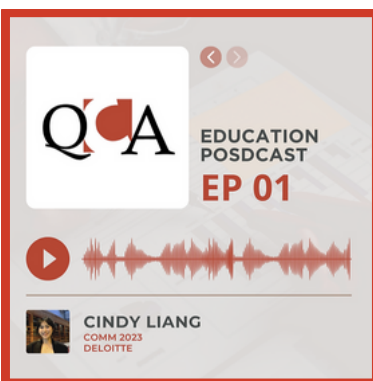 QCA
EDUCATION
POSDCAST
EP 01
CINDY LIANG
COMM 2023
DELOITTE